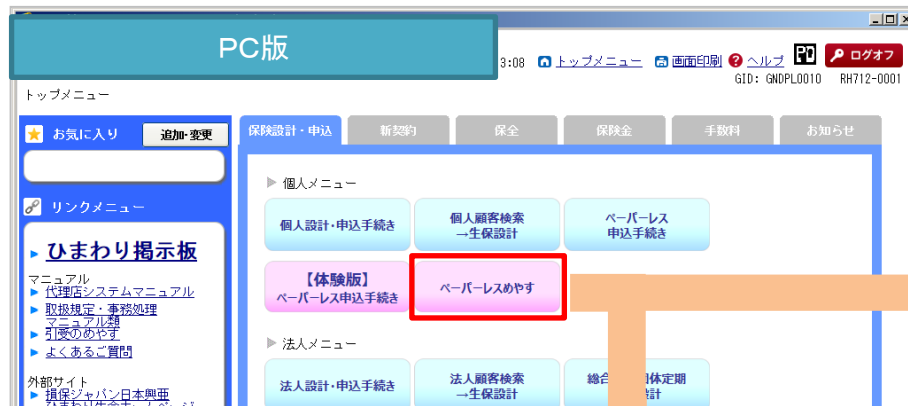 PC版
3:08 トップメニュー 画面印刷 ヘルプ ログオフ
GID: GNDPL0010 RH712-0001
トップメニュー
お気に入り 追加・変更
保険設計・申込 新契約 保全 保険金 手数料 お知らせ
リンクメニュー
ひまわり掲示板
マニュアル
代理店システムマニュアル
取扱規定・事務処理
マニュアル類
引受のめやす
よくあるご質問
外部サイト
損保ジャパン日本興亜
個人メニュー
個人設計・申込手続き
個人顧客検索
→生保設計
ペーパーレス
申込手続き
【体験版】
ペーパーレス申込手続き
ペーパーレスめやす
法人メニュー
法人設計・申込手続き
法人顧客検索
→生保設計